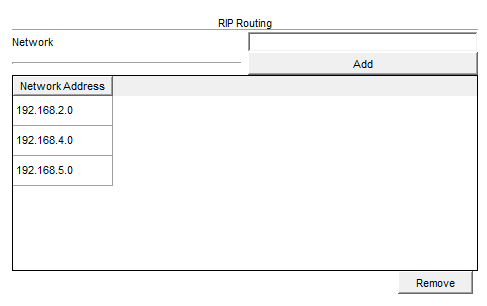 RIP Routing
Network
Add
Network Address
192.168.2.0
192.168.4.0
192.168.5.0
Remove